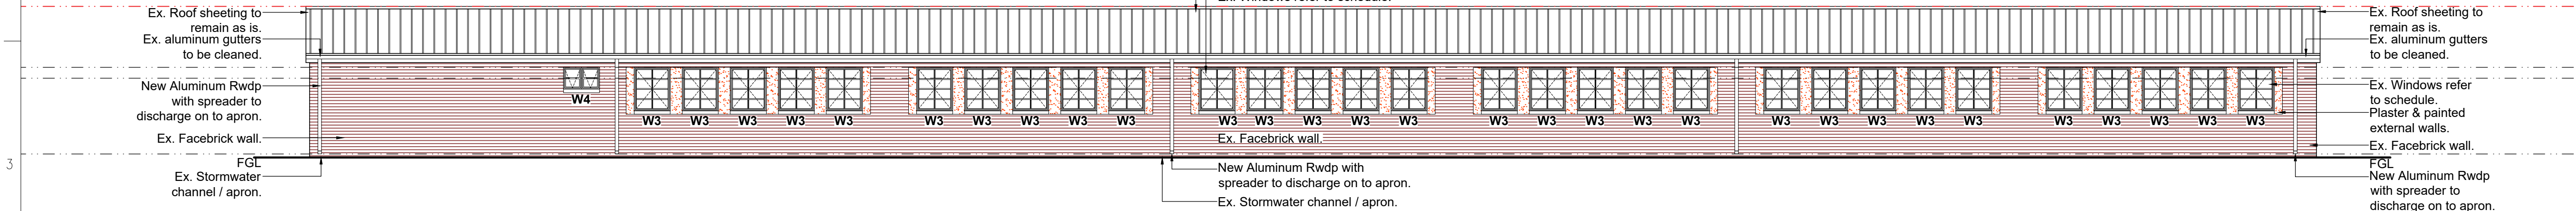 Ex. Roof sheeting to
remain as is.
Ex. aluminum gutters
to be cleaned.
New Aluminum Rwdp
with spreader to
discharge on to apron.
Ex. Facebrick wall.
FGL
Ex. Stormwater
channel / apron.
3
Ex. Windows refer to schedule.
W4
W3 W3 W3 W3 W3
W3 W3 W3 W3 W3
W3 W3 W3 W3 W3
W3 W3 W3 W3 W3
W3 W3 W3 W3 W3
W3 W3 W3 W3 W3
Ex. Facebrick wall.
New Aluminum Rwdp with
spreader to discharge on to apron.
Ex. Stormwater channel / apron.
Ex. Roof sheeting to
remain as is.
Ex. aluminum gutters
to be cleaned.
Ex. Windows refer
to schedule.
Plaster & painted
external walls.
Ex. Facebrick wall.
FGL
New Aluminum Rwdp
with spreader to
discharge on to apron.